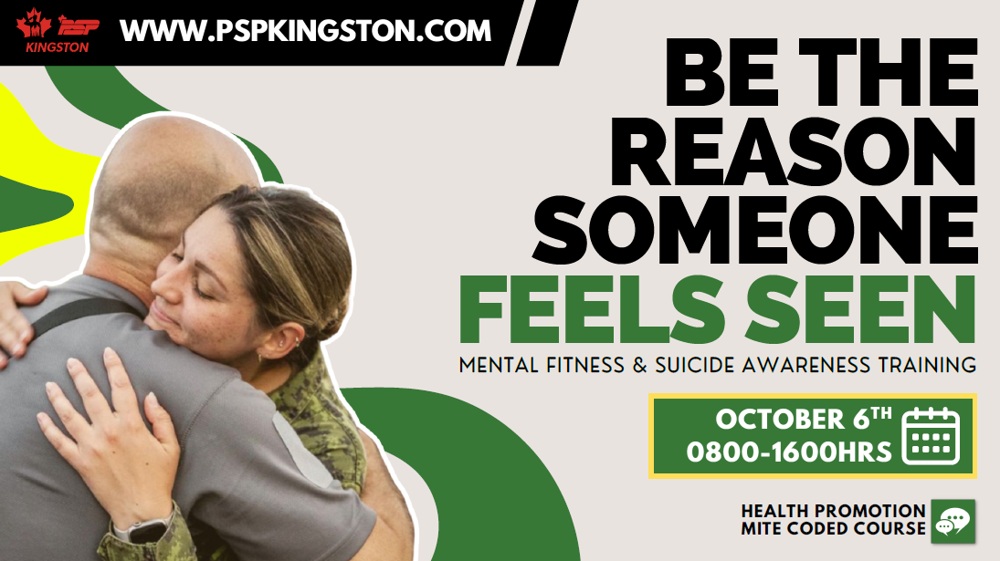 PSP
KINGSTON
WWW.PSPKINGSTON.COM
BE THE
REASON
SOMEONE
FEELS SEEN
MENTAL FITNESS & SUICIDE AWARENESS TRAINING
OCTOBER 6TH
0800-1600HRS
HEALTH PROMOTION
MITE CODED COURSE